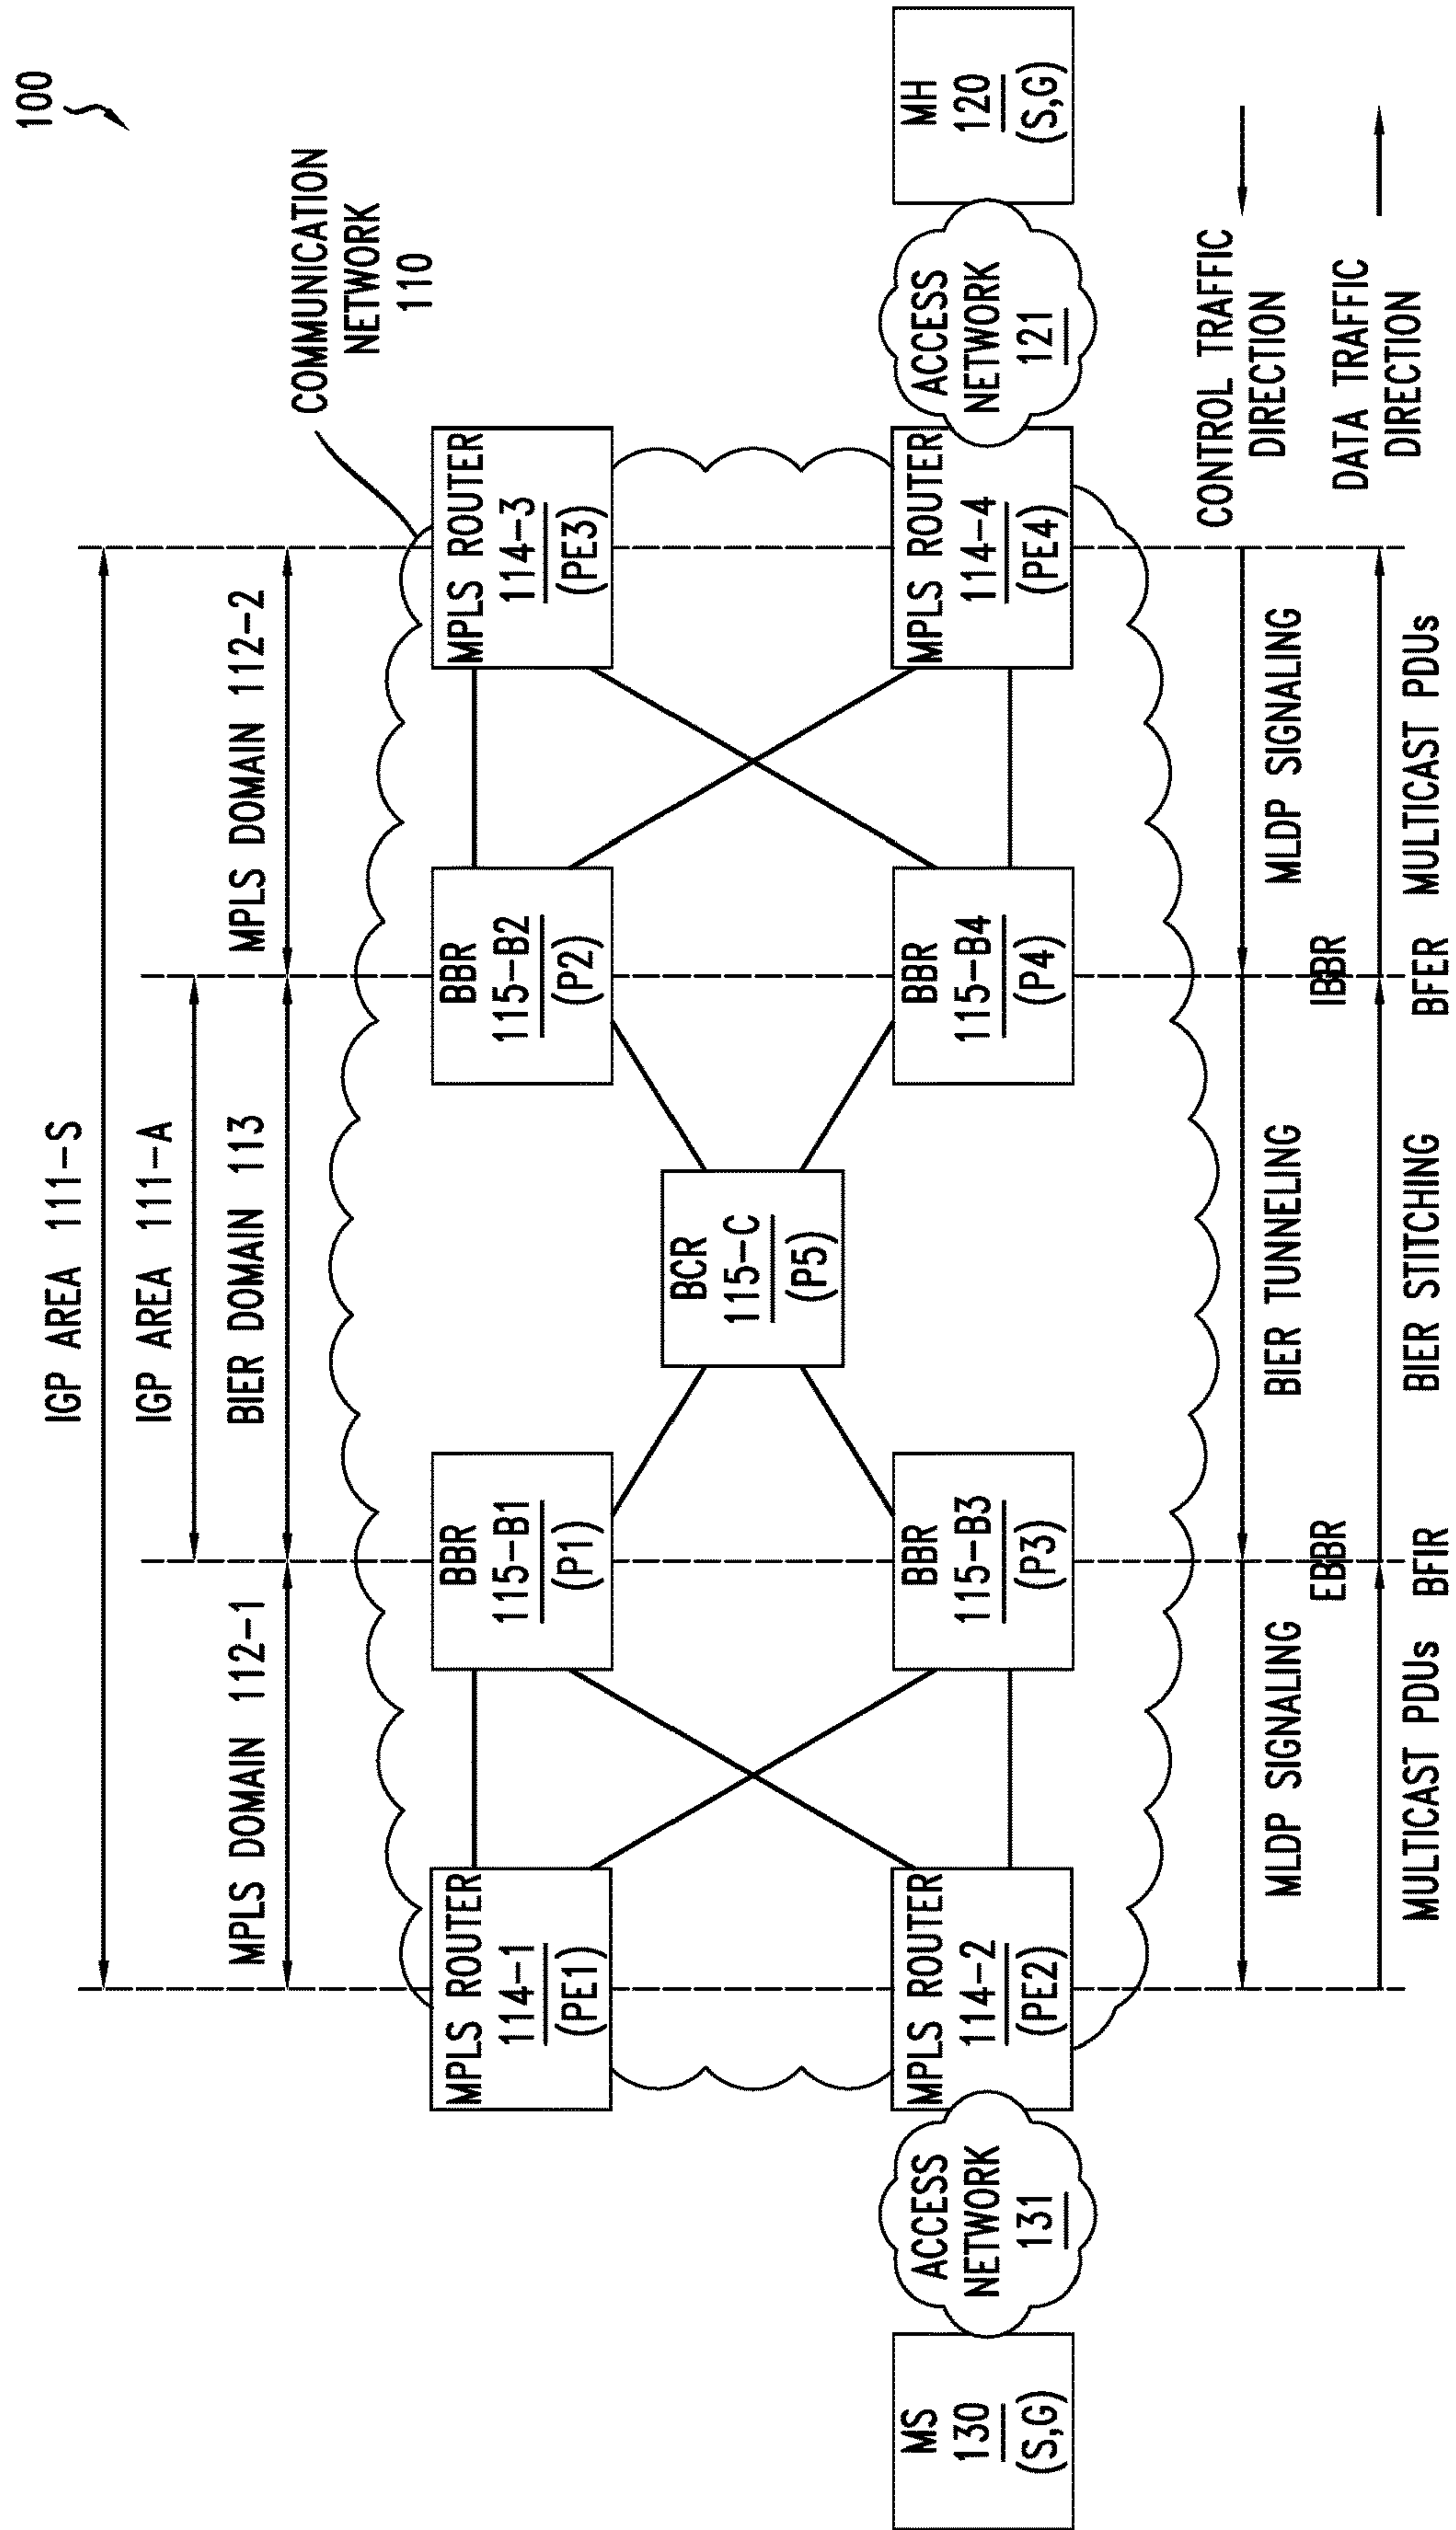 100
COMMUNICATION
NETWORK
110
IGP AREA 111-S
IGP AREA 111-A
MPLS DOMAIN 112-1
BIER DOMAIN 113
MPLS DOMAIN 112-2
MPLS ROUTER
114-1
(PE1)
BBR
115-B1
(P1)
BBR
115-B2
(P2)
MPLS ROUTER
114-3
(PE3)
BCR
115-C
(P5)
MS
130
(S,G)
ACCESS
NETWORK
131
MPLS ROUTER
114-2
(PE2)
BBR
115-B3
(P3)
BBR
115-B4
(P4)
MPLS ROUTER
114-4
(PE4)
ACCESS
NETWORK
121
MH
120
(S,G)
MLDP SIGNALING
BIER TUNNELING
MLDP SIGNALING
CONTROL TRAFFIC
DIRECTION
EBBR
IBBR
MULTICAST PDUs
BFIR
BIER STITCHING
BFER
MULTICAST PDUs
DATA TRAFFIC
DIRECTION